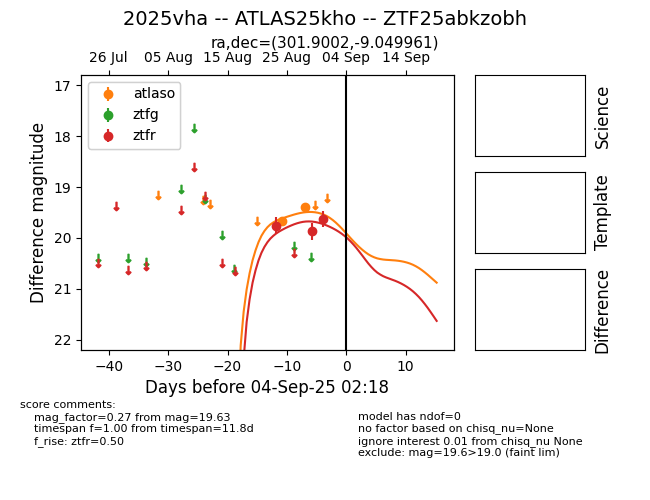 2025vha -- ATLAS25kho -- ZTF25abkzobh
ra,dec=(301.9002,-9.049961)
26 Jul 05 Aug 15 Aug 25 Aug 04 Sep 14 Sep
17
18
19
20
21
22
Difference magnitude
atlaso
ztfg
ztfr
−40 −30 −20 −10 0 10
Days before 04-Sep-25 02:18
Science
Template
Difference
score comments:
mag_factor=0.27 from mag=19.63
timespan f=1.00 from timespan=11.8d
f_rise: ztfr=0.50
model has ndof=0
no factor based on chisq_nu=None
ignore interest 0.01 from chisq_nu None
exclude: mag=19.6>19.0 (faint lim)